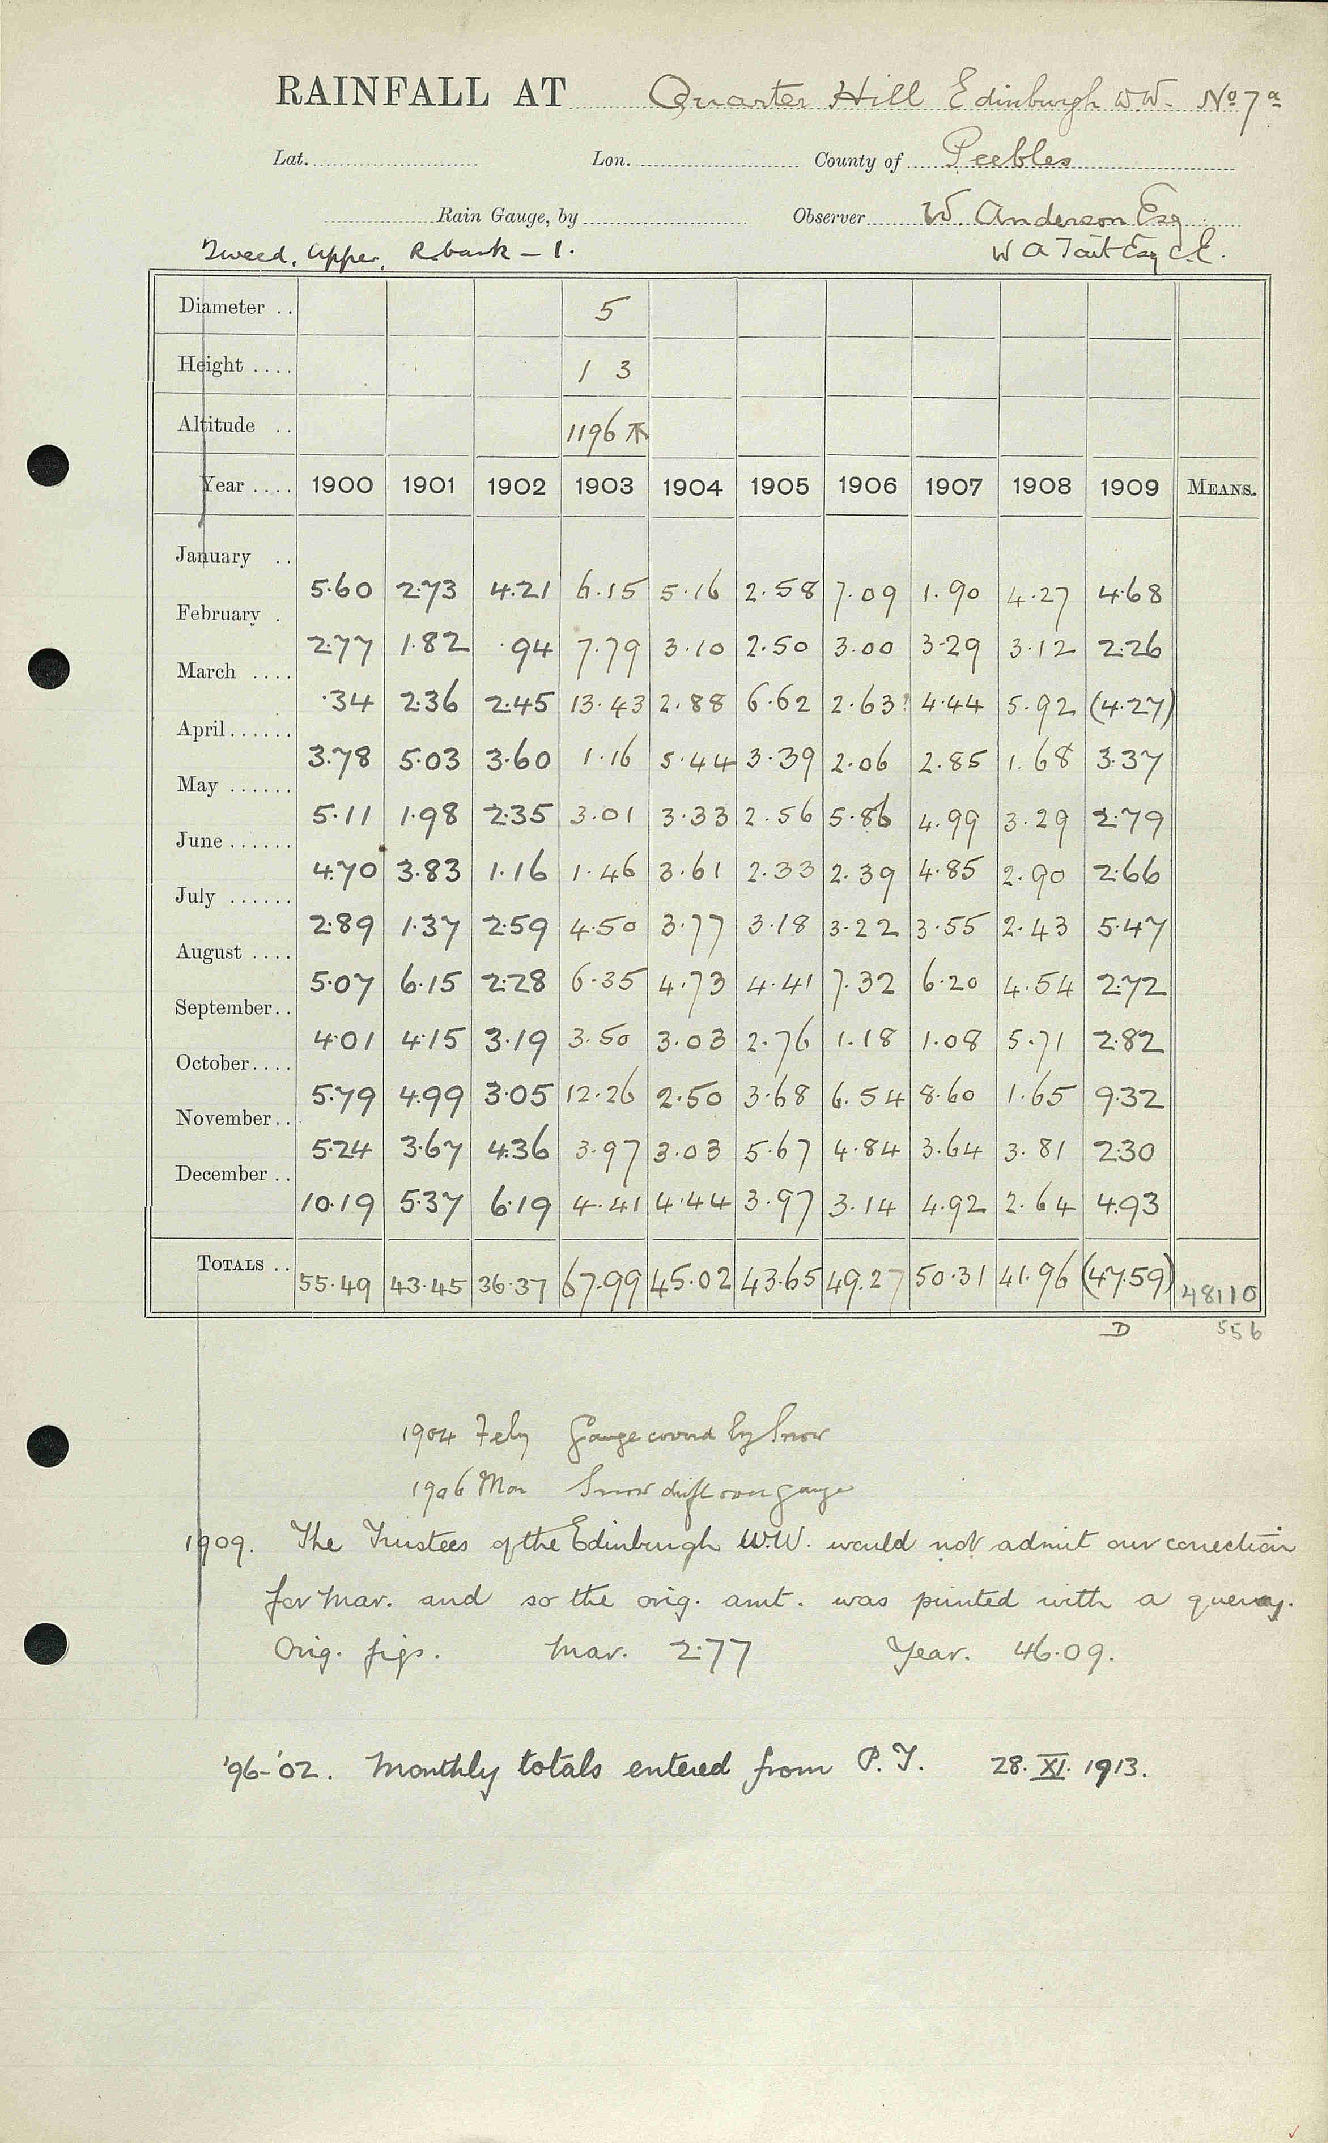 RAINFALL AT Quarter Hill Edinburgh W.W. No 7a
Lat. Lon. County of Peebles
Rain Gauge, by Observer W. Anderson Esq
Tweed, Upper, R.bank – 1. W A Tait Esq C.E.
Diameter .. 5
Height .... 1 3
Altitude .. 1196 ft
Year .... 1900 1901 1902 1903 1904 1905 1906 1907 1908 1909 MEANS.
January .. 5.60 2.73 4.21 6.15 5.16 2.58 7.09 1.90 4.27 4.68
February . 2.77 1.82 .94 7.79 3.10 2.50 3.00 3.29 3.12 2.26
March .... .34 2.36 2.45 13.43 2.88 6.62 2.63? 4.44 5.92 (4.27)
April...... 3.78 5.03 3.60 1.16 5.44 3.39 2.06 2.85 1.68 3.37
May ...... 5.11 1.98 2.35 3.01 3.33 2.56 5.86 4.99 3.29 2.79
June ...... 4.70 3.83 1.16 1.46 3.61 2.33 2.39 4.85 2.90 2.66
July ...... 2.89 1.37 2.59 4.50 3.77 3.18 3.22 3.55 2.43 5.47
August .... 5.07 6.15 2.28 6.35 4.73 4.41 7.32 6.20 4.54 2.72
September.. 4.01 4.15 3.19 3.50 3.03 2.76 1.18 1.08 5.71 2.82
October.... 5.79 4.99 3.05 12.26 2.50 3.68 6.54 8.60 1.65 9.32
November.. 5.24 3.67 4.36 3.97 3.03 5.67 4.84 3.64 3.81 2.30
December .. 10.19 5.37 6.19 4.41 4.44 3.97 3.14 4.92 2.64 4.93
TOTALS .. 55.49 43.45 36.37 67.99 45.02 43.65 49.27 50.31 41.96 (47.59) 48110
D 556
1904 Feby Gauge covered by Snow
1906 Mar Snow drift over gauge
1909. The Trustees of the Edinburgh W.W. would not admit our correction
for Mar. and so the orig. amt. was printed with a query.
Orig. figs. Mar. 2.77 Year. 46.09.
'96-'02. Monthly totals entered from P. T. 28. XI. 1913.